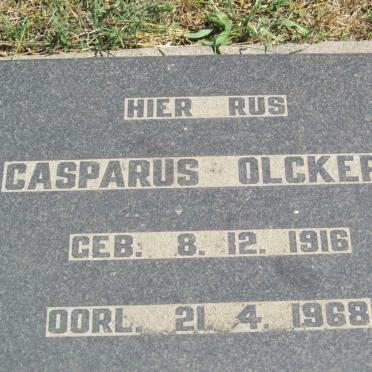 HIER RUS
CASPARUS OLCKER
GEB. 8. 12. 1916
OORL. 21. 4. 1968